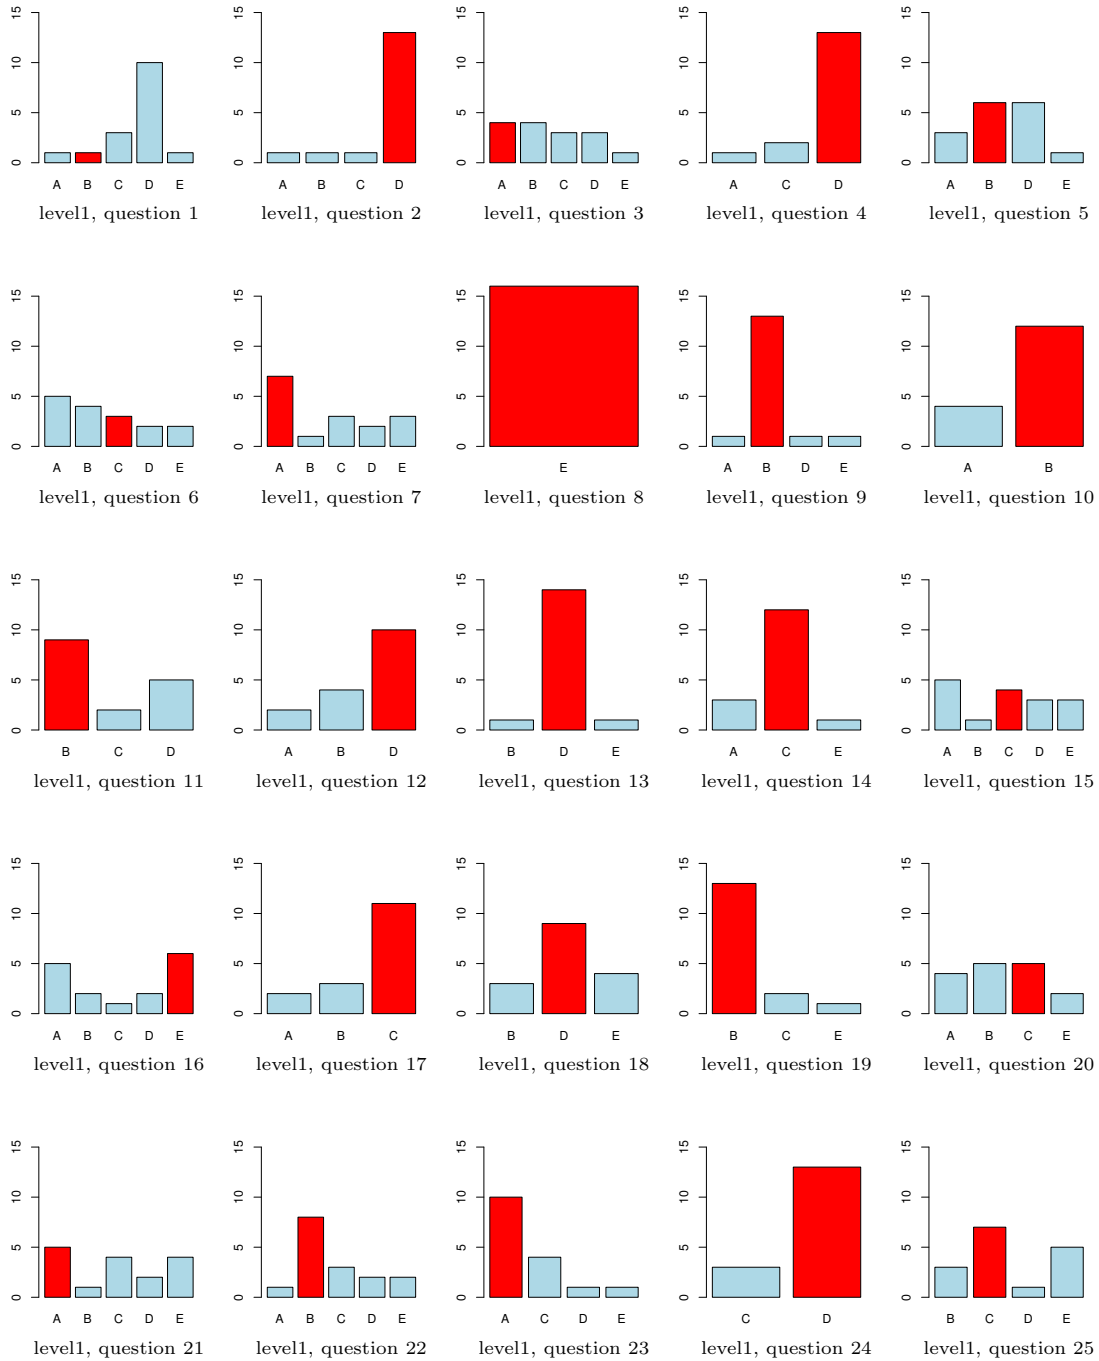 15
10
5
0
A B C D E
level1, question 1
15
10
5
0
A B C D
level1, question 2
15
10
5
0
A B C D E
level1, question 3
15
10
5
0
A C D
level1, question 4
15
10
5
0
A B D E
level1, question 5
15
10
5
0
A B C D E
level1, question 6
15
10
5
0
A B C D E
level1, question 7
15
10
5
0
E
level1, question 8
15
10
5
0
A B D E
level1, question 9
15
10
5
0
A B
level1, question 10
15
10
5
0
B C D
level1, question 11
15
10
5
0
A B D
level1, question 12
15
10
5
0
B D E
level1, question 13
15
10
5
0
A C E
level1, question 14
15
10
5
0
A B C D E
level1, question 15
15
10
5
0
A B C D E
level1, question 16
15
10
5
0
A B C
level1, question 17
15
10
5
0
B D E
level1, question 18
15
10
5
0
B C E
level1, question 19
15
10
5
0
A B C E
level1, question 20
15
10
5
0
A B C D E
level1, question 21
15
10
5
0
A B C D E
level1, question 22
15
10
5
0
A C D E
level1, question 23
15
10
5
0
C D
level1, question 24
15
10
5
0
B C D E
level1, question 25